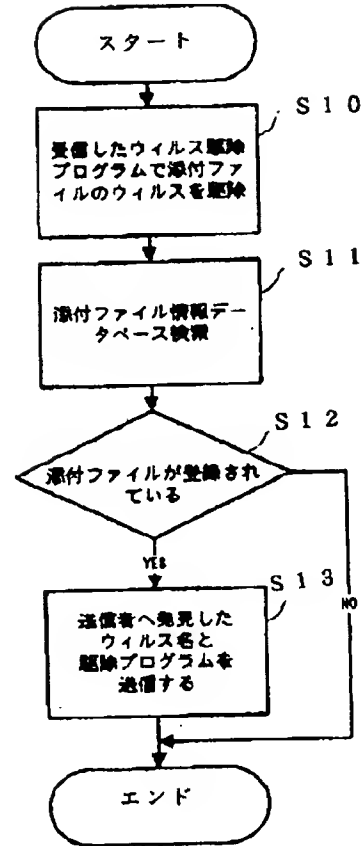 スタート
S10
受信したウィルス駆除
プログラムで添付ファ
イルのウィルスを駆除
S11
添付ファイル情報デー
タベース検索
S12
添付ファイルが登録され
ている
YES
NO
S13
送信者へ発見した
ウィルス名と
駆除プログラムを
送信する
エンド